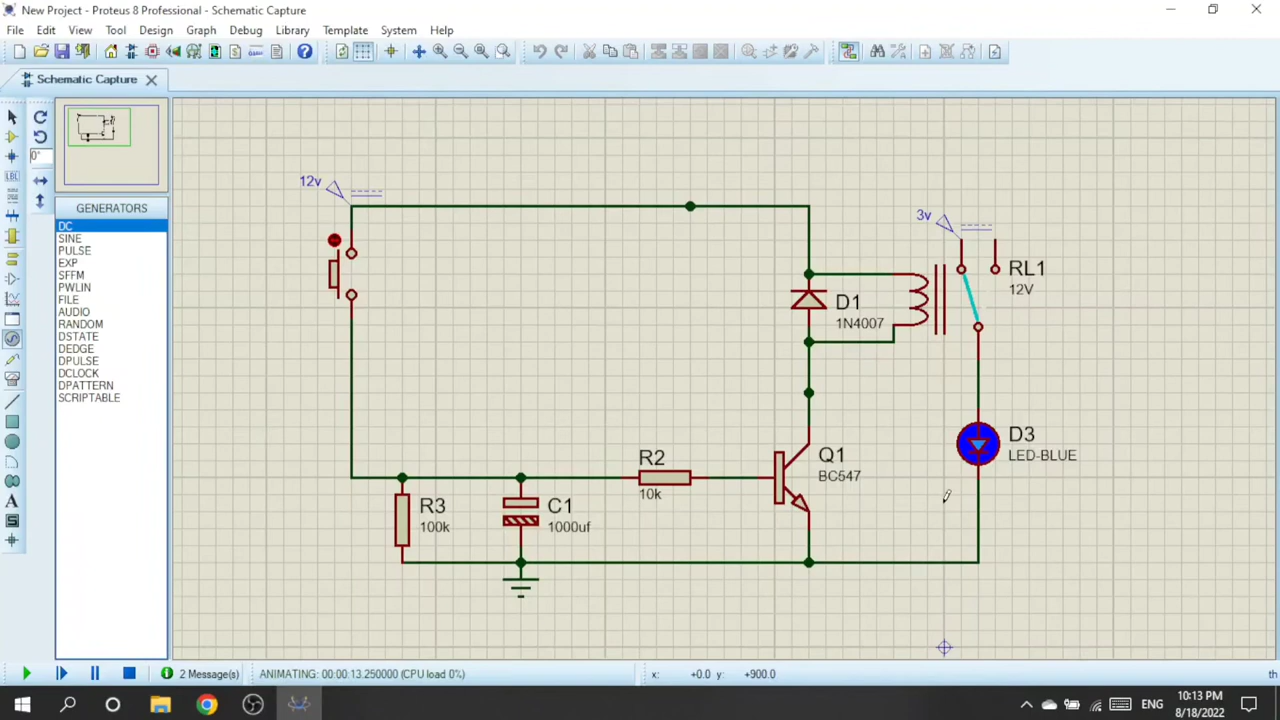 New Project - Proteus 8 Professional - Schematic Capture
File Edit View Tool Design Graph Debug Library Template System Help
Schematic Capture
0°
LBL
GENERATORS
DC
SINE
PULSE
EXP
SFFM
PWLIN
FILE
AUDIO
RANDOM
DSTATE
DEDGE
DPULSE
DCLOCK
DPATTERN
SCRIPTABLE
A
S
12v
3v
RL1
12V
D1
1N4007
D3
LED-BLUE
Q1
BC547
R2
10k
R3
100k
C1
1000uf
2 Message(s)
ANIMATING: 00:00:13.250000 (CPU load 0%)
x: +0.0 y: +900.0 th
ENG
10:13 PM
8/18/2022